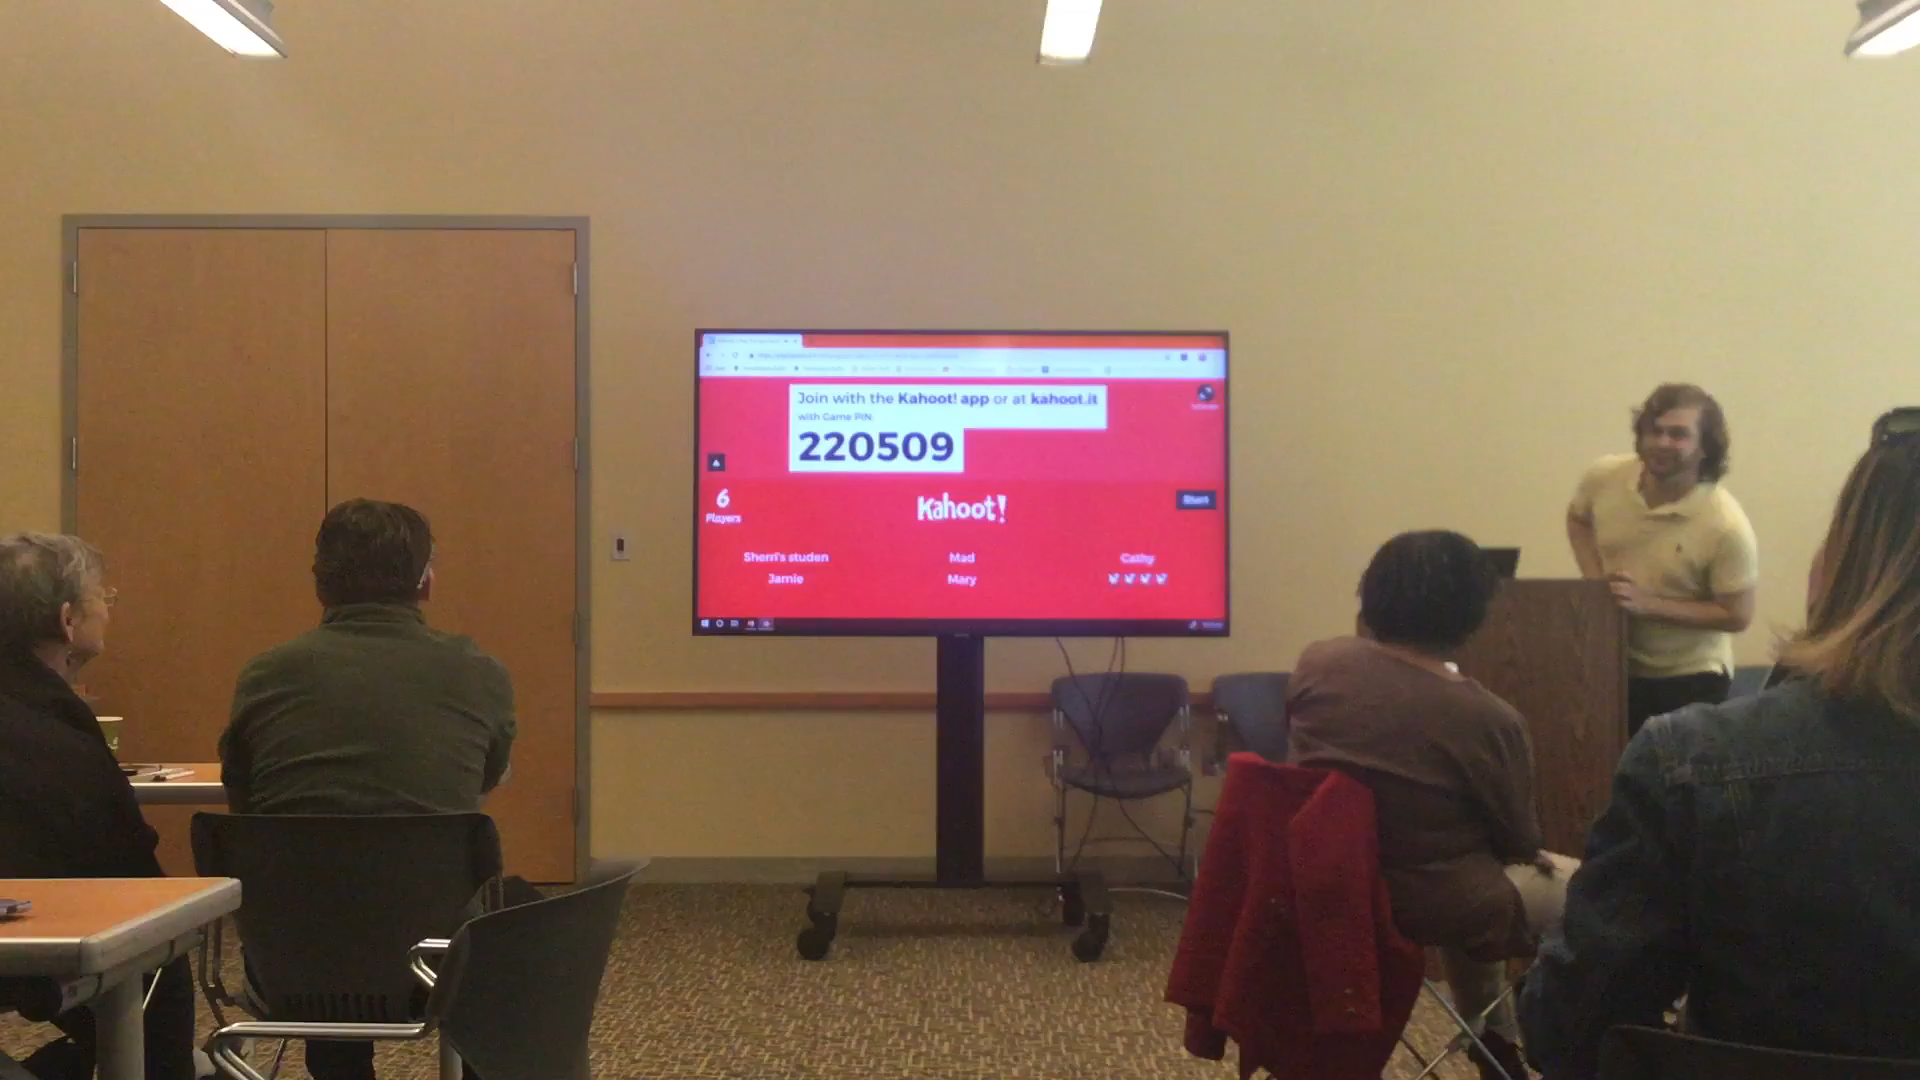 Join with the Kahoot! app or at kahoot.it
with Game PIN:
220509
6
Players
Kahoot!
Start
Sherri's studen
Mad
Cathy
Jamie
Mary